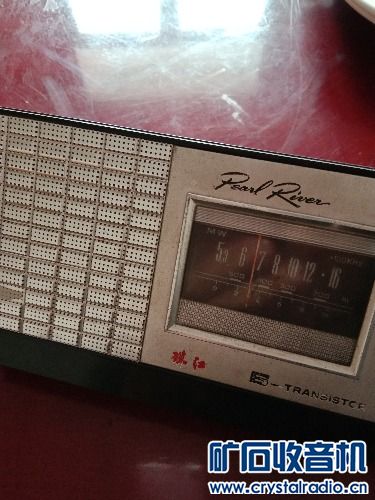 Pearl River
MW
5.3 6 7 8 10 12 16
珠江
TRANSISTOR
矿石收音机
www.crystalradio.cn